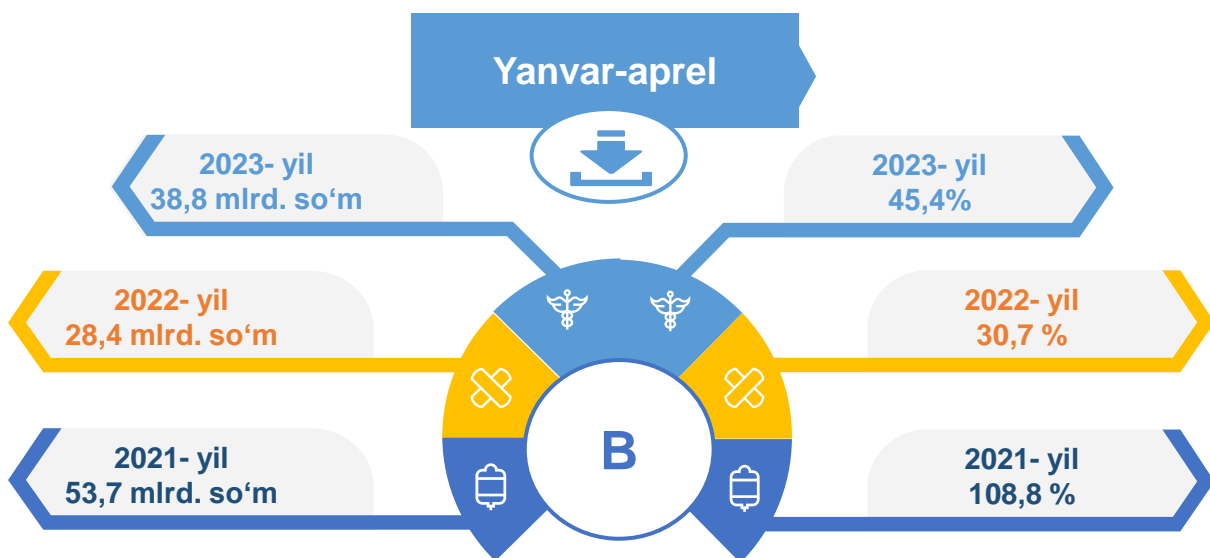 Yanvar-aprel
2023- yil
38,8 mlrd. so‘m
2023- yil
45,4%
2022- yil
28,4 mlrd. so‘m
2022- yil
30,7 %
B
2021- yil
53,7 mlrd. so‘m
2021- yil
108,8 %